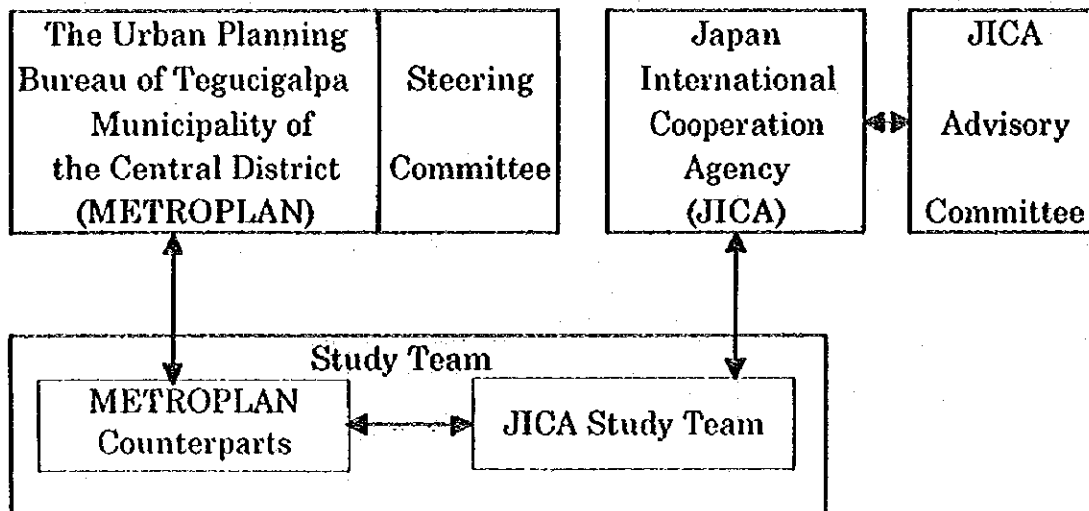 The Urban Planning
Bureau of Tegucigalpa
Municipality of
the Central District
(METROPLAN)
Steering
Committee
Japan
International
Cooperation
Agency
(JICA)
JICA
Advisory
Committee
Study Team
METROPLAN
Counterparts
JICA Study Team